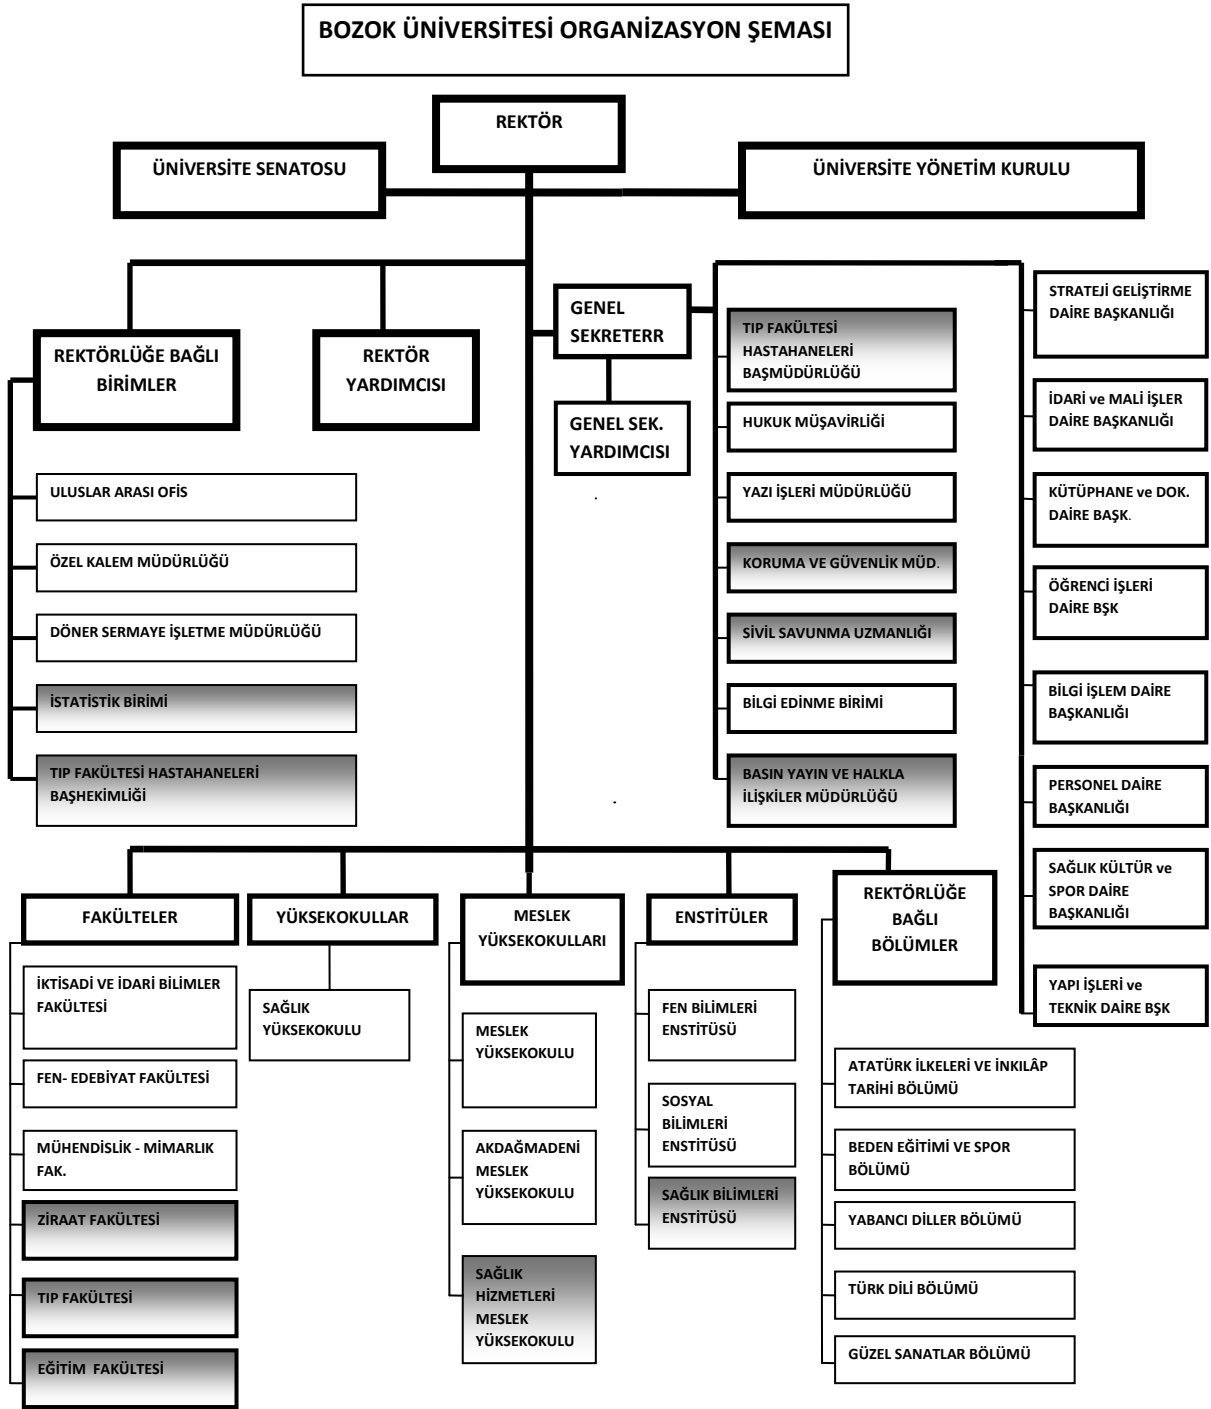 BOZOK ÜNİVERSİTESİ ORGANİZASYON ŞEMASI
REKTÖR
ÜNİVERSİTE SENATOSU
ÜNİVERSİTE YÖNETİM KURULU
REKTÖRLÜĞE BAĞLI
BİRİMLER
REKTÖR
YARDIMCISI
GENEL
SEKRETERR
GENEL SEK.
YARDIMCISI
ULUSLAR ARASI OFİS
ÖZEL KALEM MÜDÜRLÜĞÜ
DÖNER SERMAYE İŞLETME MÜDÜRLÜĞÜ
İSTATİSTİK BİRİMİ
TIP FAKÜLTESİ HASTAHANELERİ
BAŞHEKİMLİĞİ
TIP FAKÜLTESİ
HASTAHANELERİ
BAŞMÜDÜRLÜĞÜ
HUKUK MÜŞAVİRLİĞİ
YAZI İŞLERİ MÜDÜRLÜĞÜ
KORUMA VE GÜVENLİK MÜD.
SİVİL SAVUNMA UZMANLIĞI
BİLGİ EDİNME BİRİMİ
BASIN YAYIN VE HALKLA
İLİŞKİLER MÜDÜRLÜĞÜ
STRATEJİ GELİŞTİRME
DAİRE BAŞKANLIĞI
İDARİ ve MALİ İŞLER
DAİRE BAŞKANLIĞI
KÜTÜPHANE ve DOK.
DAİRE BAŞK.
ÖĞRENCİ İŞLERİ
DAİRE BŞK
BİLGİ İŞLEM DAİRE
BAŞKANLIĞI
PERSONEL DAİRE
BAŞKANLIĞI
SAĞLIK KÜLTÜR ve
SPOR DAİRE
BAŞKANLIĞI
YAPI İŞLERİ ve
TEKNİK DAİRE BŞK
FAKÜLTELER
İKTİSADİ VE İDARİ BİLİMLER
FAKÜLTESİ
FEN- EDEBİYAT FAKÜLTESİ
MÜHENDİSLİK - MİMARLIK
FAK.
ZİRAAT FAKÜLTESİ
TIP FAKÜLTESİ
EĞİTİM  FAKÜLTESİ
YÜKSEKOKULLAR
SAĞLIK
YÜKSEKOKULU
MESLEK
YÜKSEKOKULLARI
MESLEK
YÜKSEKOKULU
AKDAĞMADENİ
MESLEK
YÜKSEKOKULU
SAĞLIK
HİZMETLERİ
MESLEK
YÜKSEKOKULU
ENSTİTÜLER
FEN BİLİMLERİ
ENSTİTÜSÜ
SOSYAL
BİLİMLERİ
ENSTİTÜSÜ
SAĞLIK BİLİMLERİ
ENSTİTÜSÜ
REKTÖRLÜĞE
BAĞLI
BÖLÜMLER
ATATÜRK İLKELERİ VE İNKILÂP
TARİHİ BÖLÜMÜ
BEDEN EĞİTİMİ VE SPOR
BÖLÜMÜ
YABANCI DİLLER BÖLÜMÜ
TÜRK DİLİ BÖLÜMÜ
GÜZEL SANATLAR BÖLÜMÜ